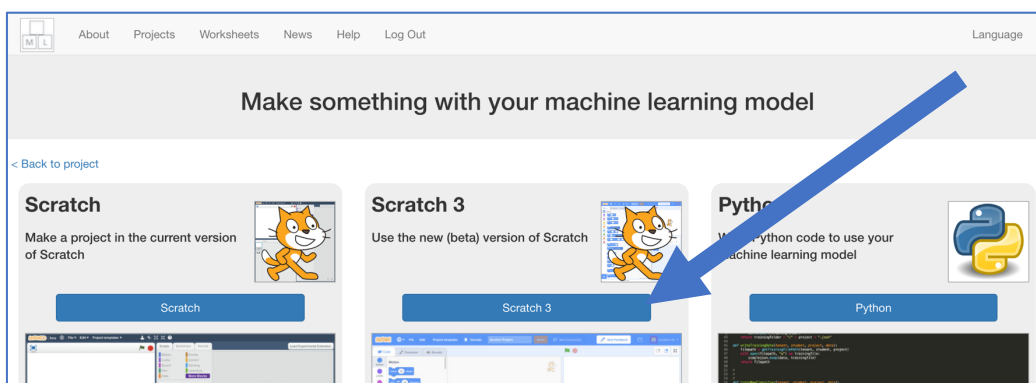 M L
About Projects Worksheets News Help Log Out Language
Make something with your machine learning model
< Back to project
Scratch
Make a project in the current version
of Scratch
Scratch
Scratch 3
Use the new (beta) version of Scratch
Scratch 3
Python code to use your
machine learning model
Python